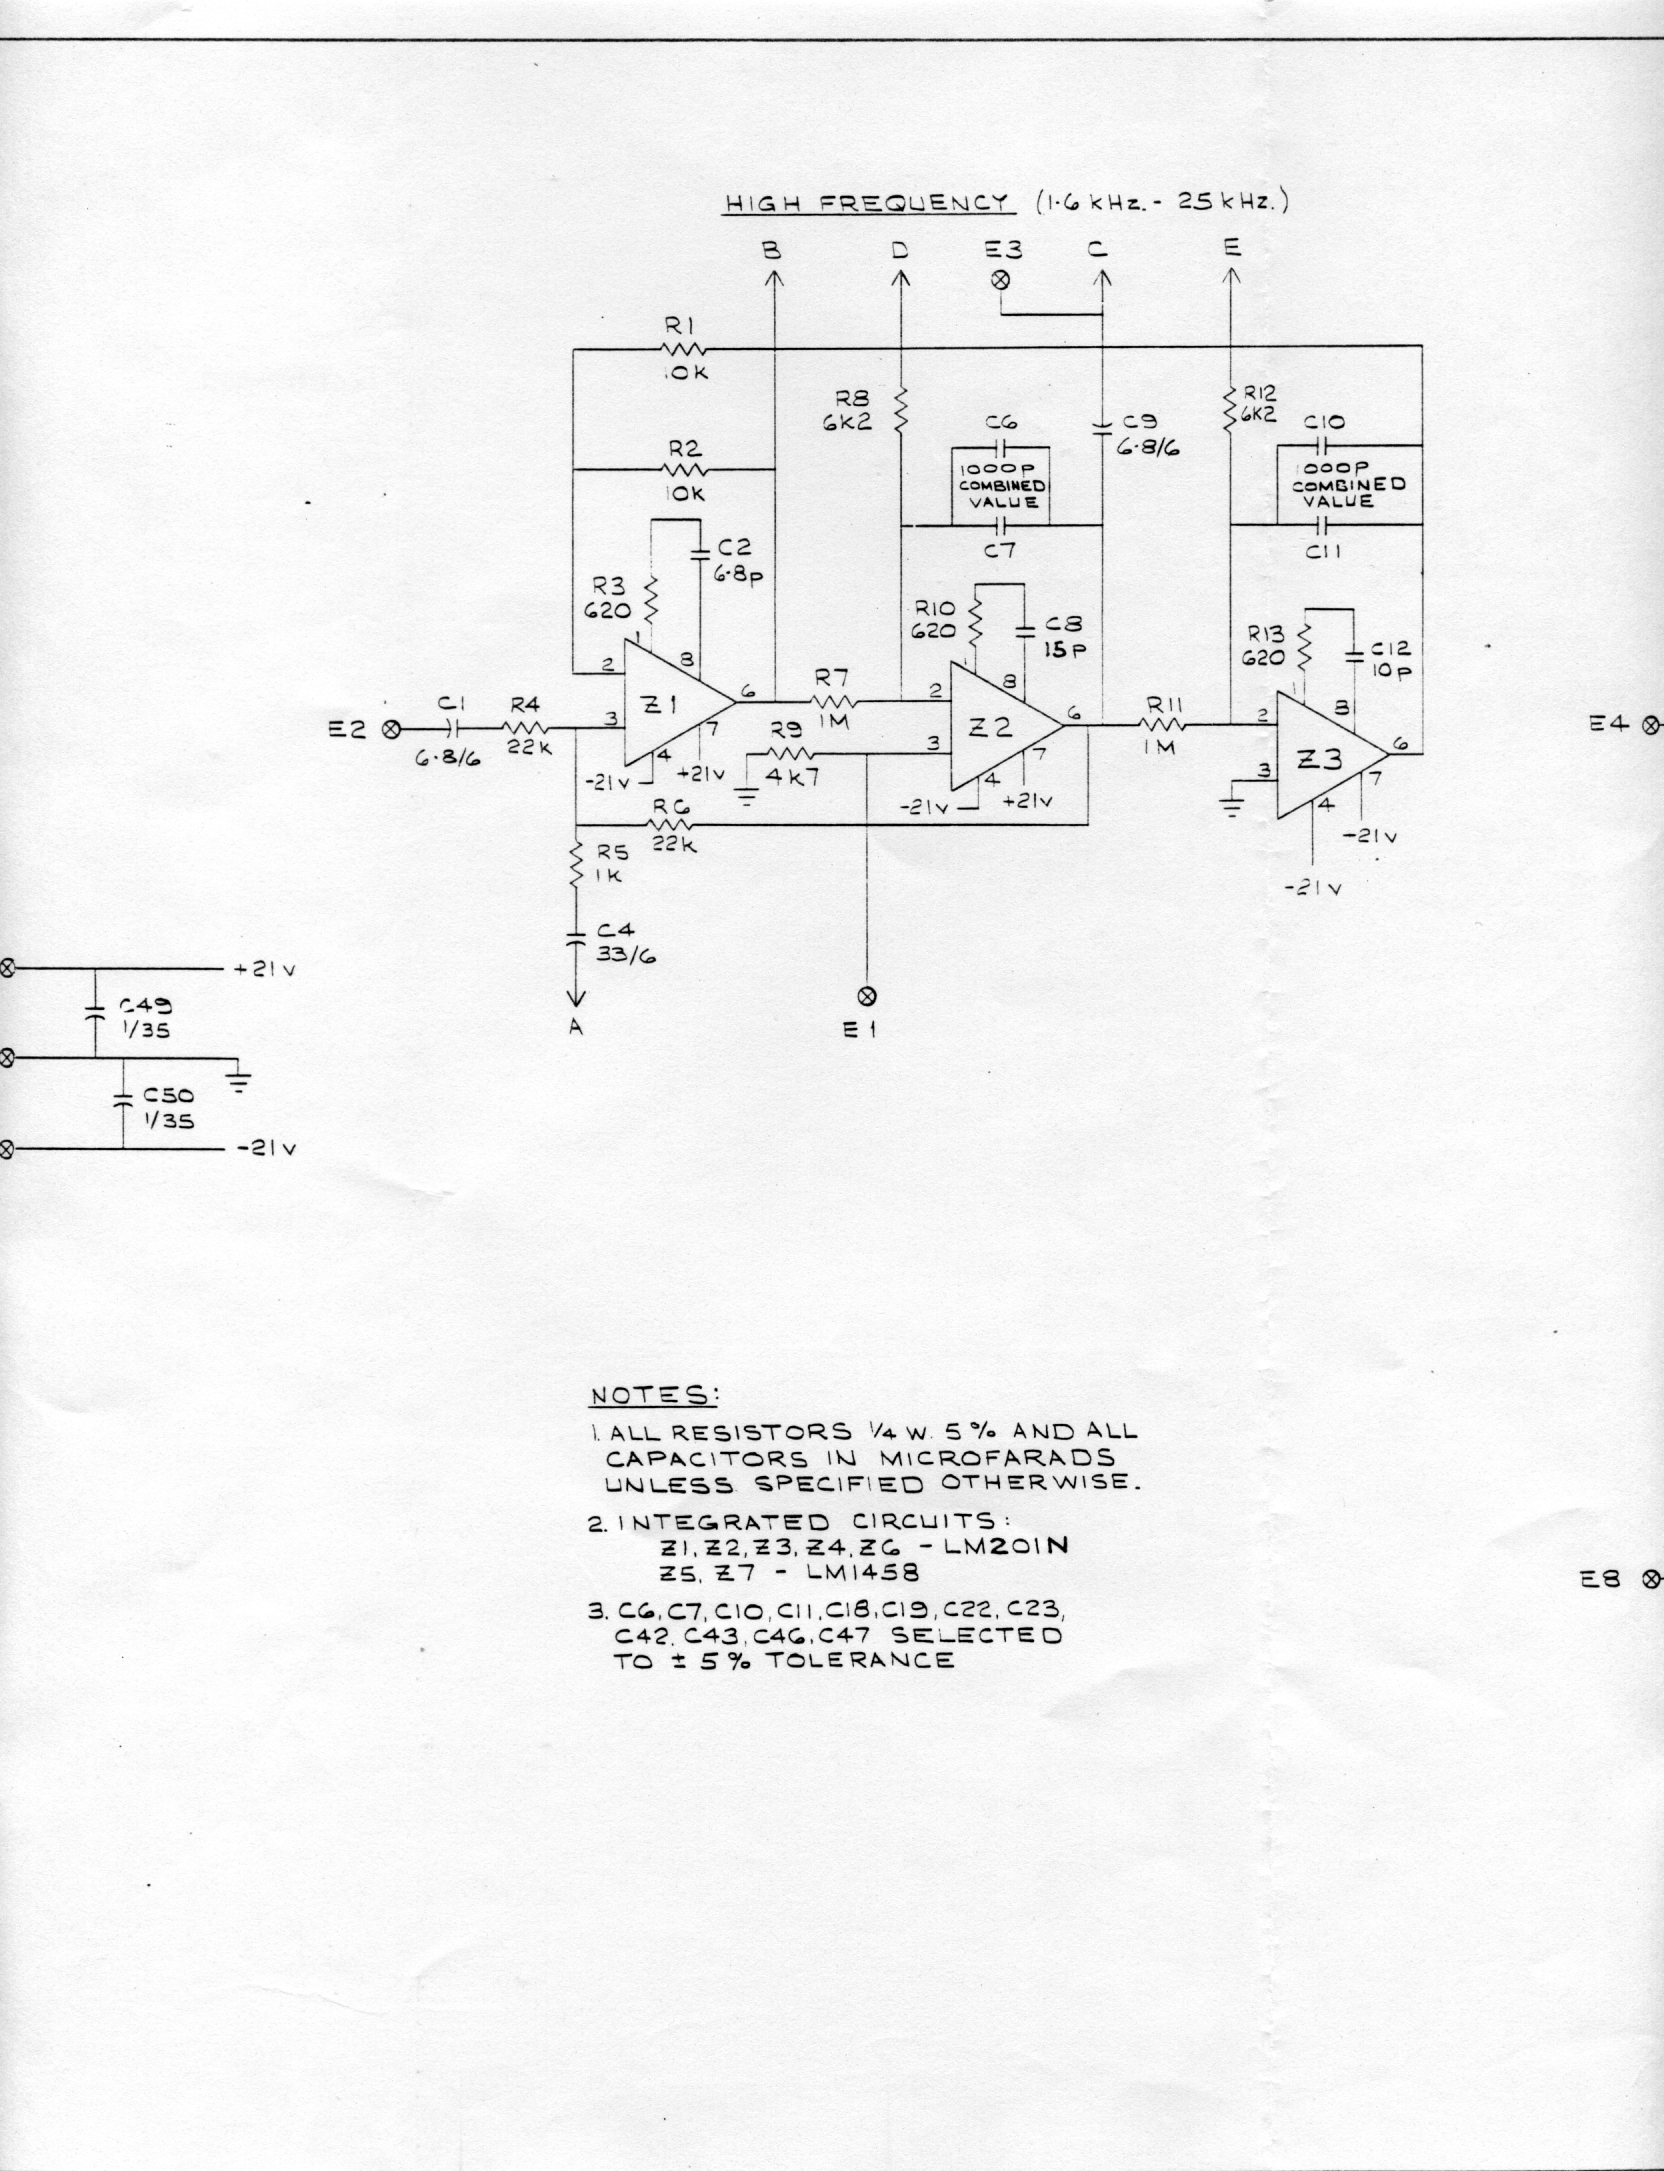 HIGH FREQUENCY (1.6 kHz. - 25 kHz.)
B D E3 C E
R1
10K
R2
10K
R8
6K2
C6
1000P
COMBINED
VALUE
C7
C9
6.8/6
R12
6K2
C10
1000P
COMBINED
VALUE
C11
C2
6.8p
R3
620
1
2
8
Z1
3
6
7
4
-21v
+21v
E2
C1
6.8/6
R4
22K
R7
1M
R9
4K7
R10
620
C8
15P
1
2
8
Z2
3
6
7
4
-21v
+21v
R11
1M
R13
620
C12
10p
1
2
8
Z3
3
6
7
4
-21v
-21v
E4
R6
22K
R5
1K
C4
33/6
A
E1
+21v
C49
1/35
C50
1/35
-21v
NOTES:
1. ALL RESISTORS 1/4 W. 5% AND ALL
CAPACITORS IN MICROFARADS
UNLESS SPECIFIED OTHERWISE.
2. INTEGRATED CIRCUITS:
Z1, Z2, Z3, Z4, Z6 - LM201N
Z5, Z7 - LM1458
E8
3. C6, C7, C10, C11, C18, C19, C22, C23,
C42, C43, C46, C47 SELECTED
TO ± 5% TOLERANCE